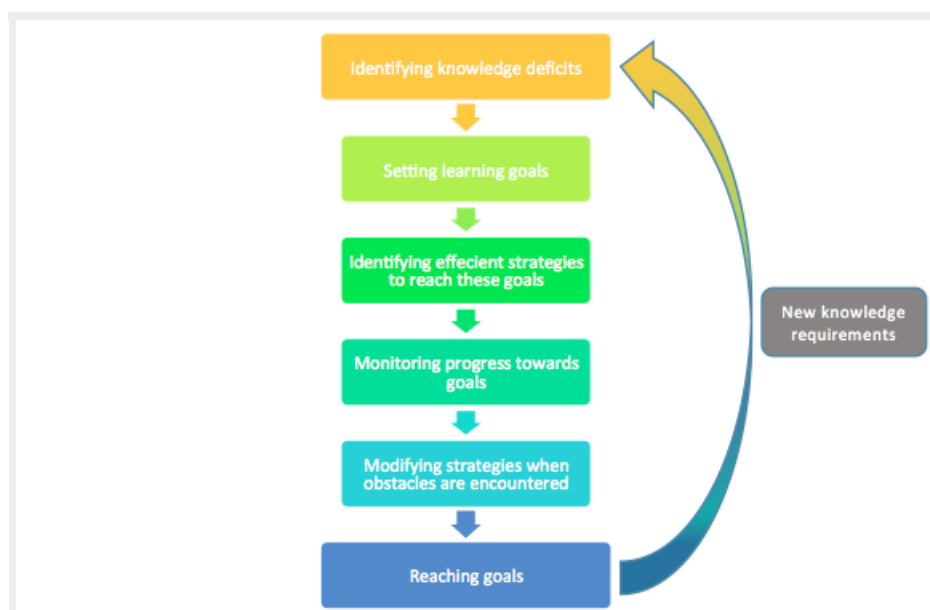 Identifying knowledge deficits
Setting learning goals
Identifying effecient strategies
to reach these goals
Monitoring progress towards
goals
Modifying strategies when
obstacles are encountered
Reaching goals
New knowledge
requirements